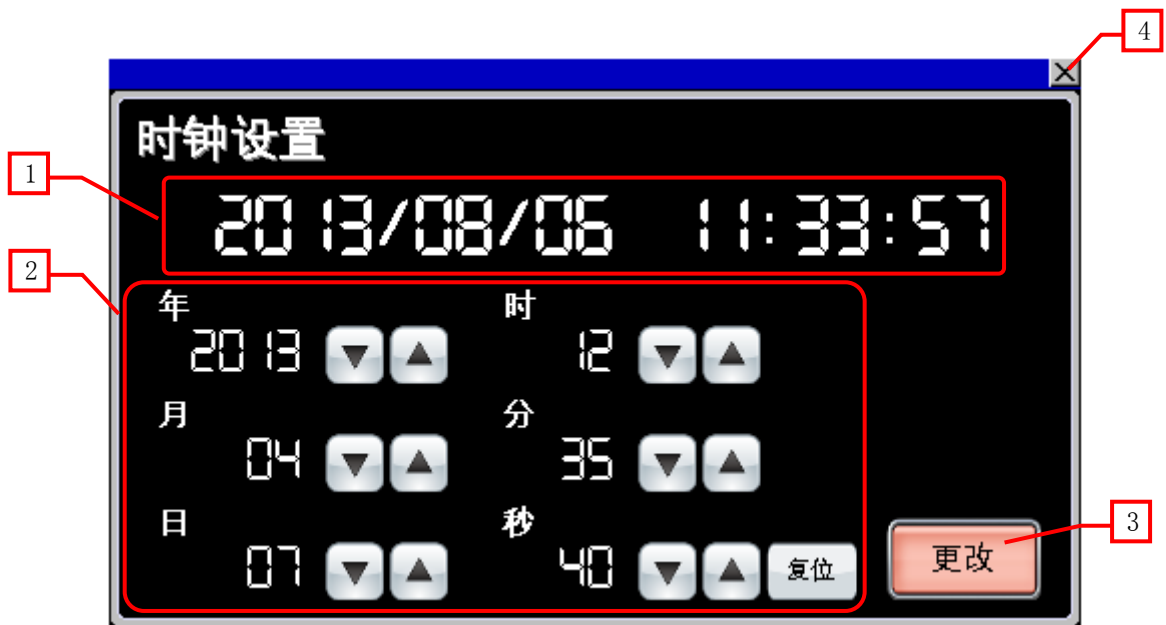 4
时钟设置
1
2013/08/06 11:33:57
2
年 时
2013 ▼ ▲ 12 ▼ ▲
月 分
04 ▼ ▲ 35 ▼ ▲
日 秒
07 ▼ ▲ 40 ▼ ▲ 复位
更改
3